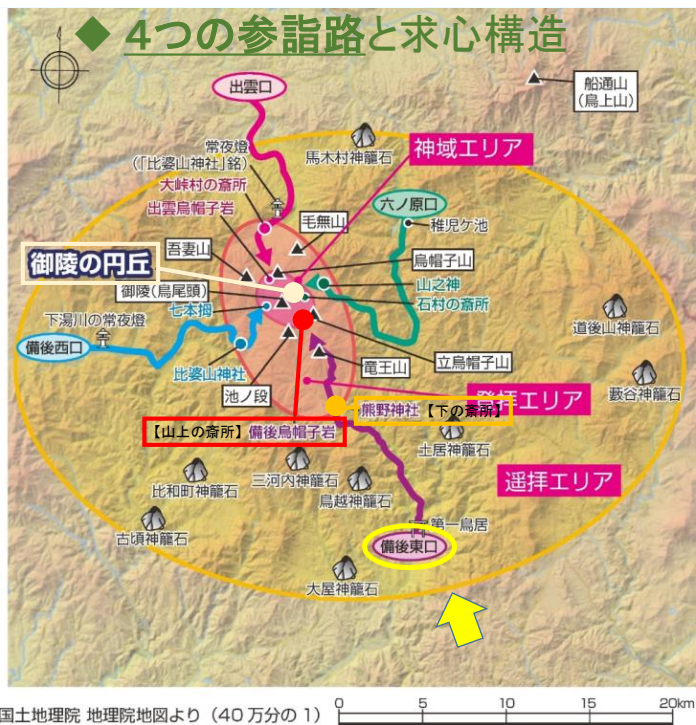 ◆ 4つの参詣路と求心構造
出雲口
船通山
(鳥上山)
常夜燈
(「比婆山神社」銘)
馬木村神籠石
神域エリア
大峠村の斎所
出雲烏帽子岩
六ノ原口
稚児ケ池
毛無山
吾妻山
烏帽子山
御陵の円丘
山之神
御陵(烏尾頭)
石村の斎所
七本拇
下湯川の常夜燈
備後西口
道後山神籠石
立烏帽子山
竜王山
比婆山神社
池ノ段
藪谷神籠石
登拝エリア
熊野神社【下の斎所】
【山上の斎所】備後烏帽子岩
土居神籠石
遥拝エリア
三河内神籠石
比和町神籠石
鳥越神籠石
古頃神籠石
第一鳥居
備後東口
大屋神籠石
国土地理院 地理院地図より(40万分の1)
0 5 10 15 20km